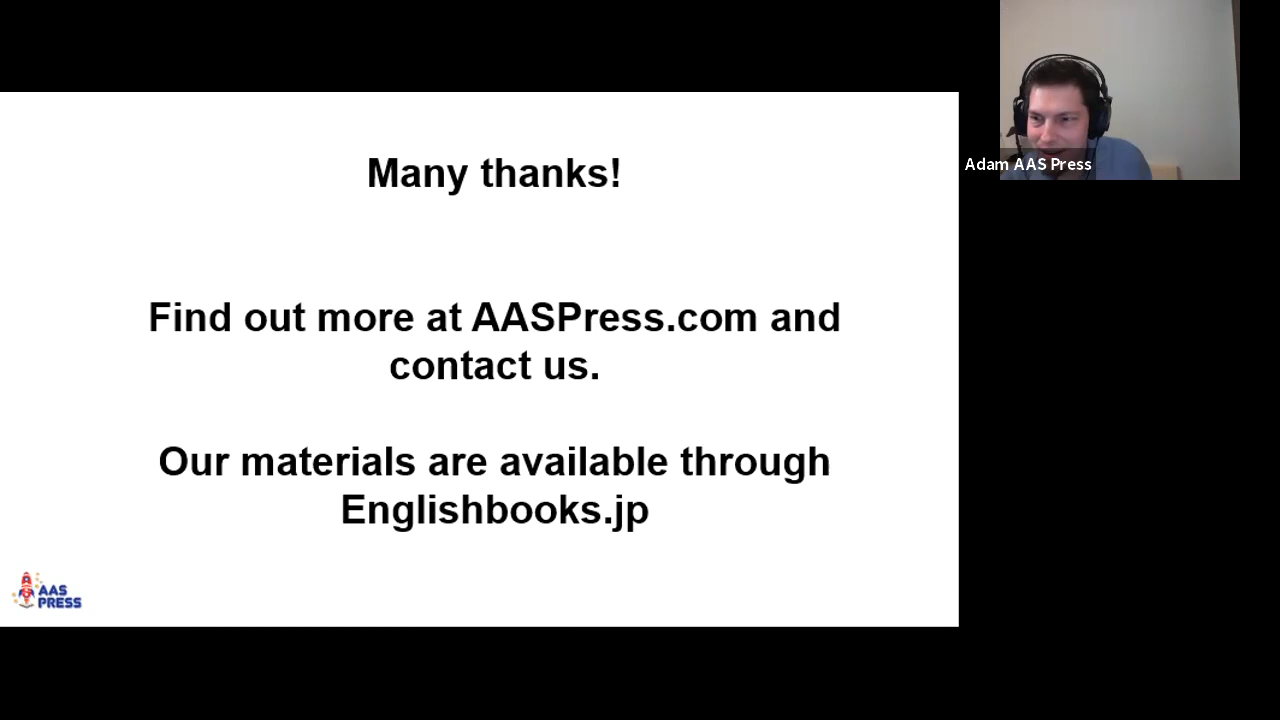 Many thanks!
Find out more at AASPress.com and
contact us.
Our materials are available through
Englishbooks.jp
AAS
PRESS
Adam AAS Press